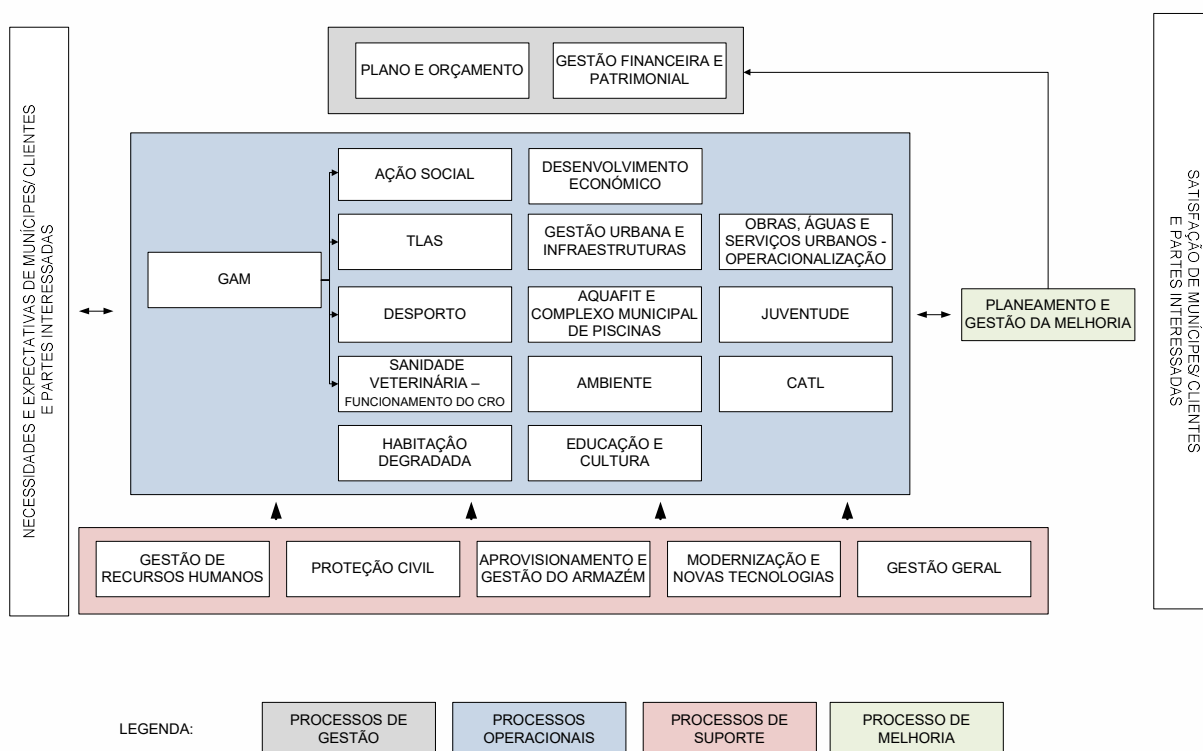 NECESSIDADES E EXPECTATIVAS DE MUNÍCIPES/ CLIENTES
E PARTES INTERESSADAS
PLANO E ORÇAMENTO
GESTÃO FINANCEIRA E
PATRIMONIAL
GAM
AÇÃO SOCIAL
DESENVOLVIMENTO
ECONÓMICO
TLAS
GESTÃO URBANA E
INFRAESTRUTURAS
OBRAS, ÁGUAS E
SERVIÇOS URBANOS -
OPERACIONALIZAÇÃO
DESPORTO
AQUAFIT E
COMPLEXO MUNICIPAL
DE PISCINAS
JUVENTUDE
SANIDADE
VETERINÁRIA –
FUNCIONAMENTO DO CRO
AMBIENTE
CATL
HABITAÇÂO
DEGRADADA
EDUCAÇÃO E
CULTURA
PLANEAMENTO E
GESTÃO DA MELHORIA
SATISFAÇÃO DE MUNÍCIPES/ CLIENTES
E PARTES INTERESSADAS
GESTÃO DE
RECURSOS HUMANOS
PROTEÇÃO CIVIL
APROVISIONAMENTO E
GESTÃO DO ARMAZÉM
MODERNIZAÇÃO E
NOVAS TECNOLOGIAS
GESTÃO GERAL
LEGENDA:
PROCESSOS DE
GESTÃO
PROCESSOS
OPERACIONAIS
PROCESSOS DE
SUPORTE
PROCESSO DE
MELHORIA